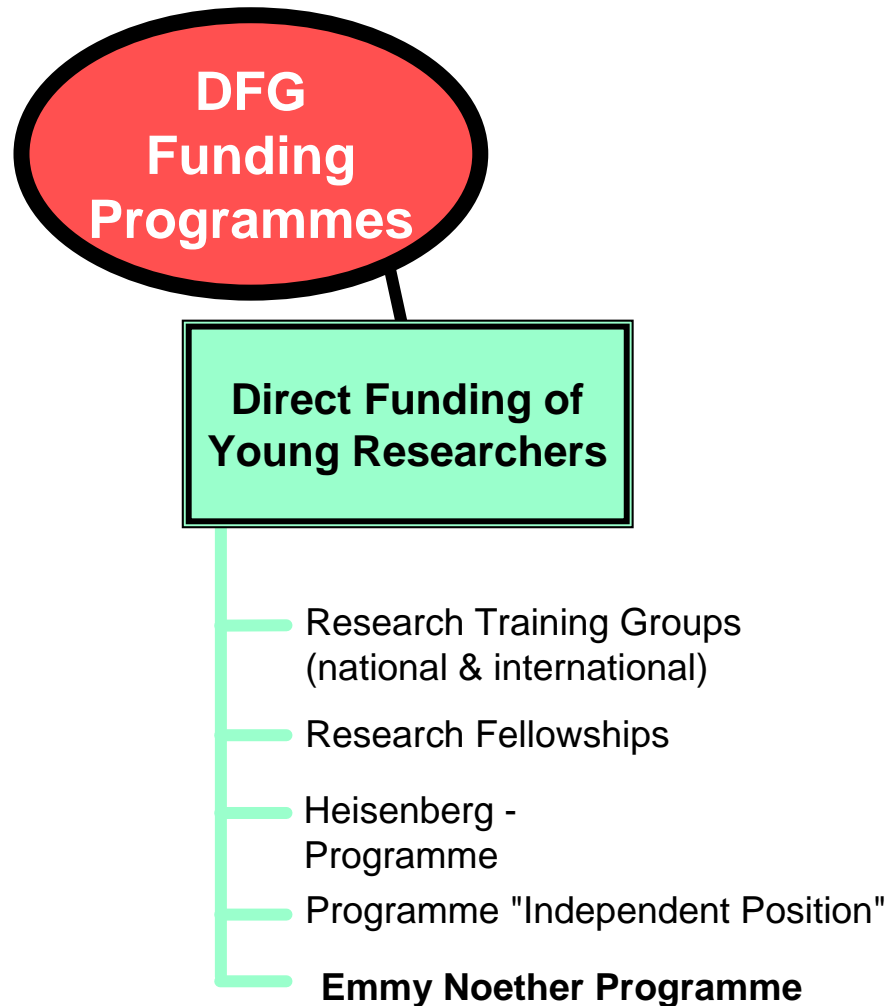 DFG
Funding
Programmes
Direct Funding of
Young Researchers
Research Training Groups
(national & international)
Research Fellowships
Heisenberg -
Programme
Programme "Independent Position"
Emmy Noether Programme